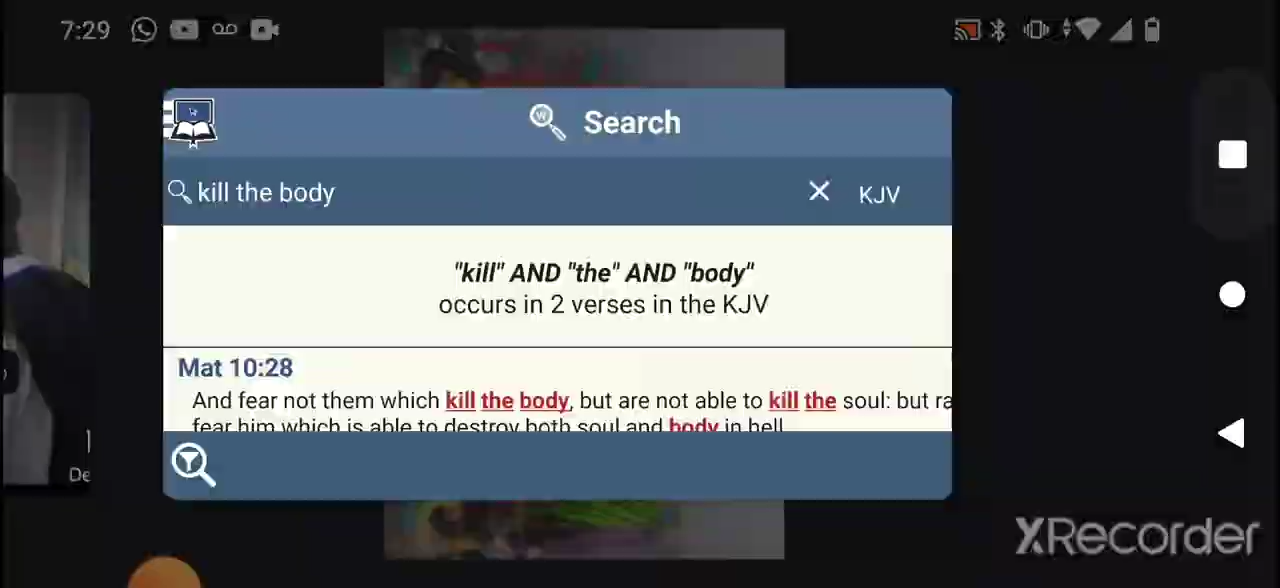 7:29
Search
kill the body
KJV
"kill" AND "the" AND "body"
occurs in 2 verses in the KJV
Mat 10:28
And fear not them which kill the body, but are not able to kill the soul: but ra
fear him which is able to destroy both soul and body in hell
De
XRecorder